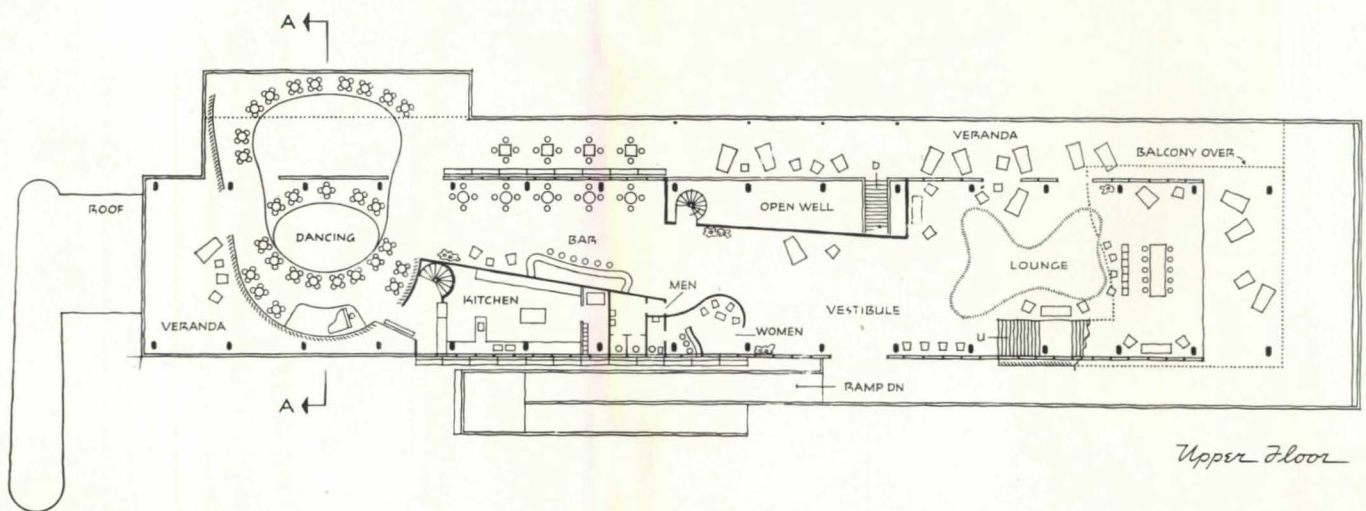 A
VERANDA
BALCONY OVER
ROOF
D
OPEN WELL
DANCING
BAR
LOUNGE
KITCHEN
MEN
VESTIBULE
VERANDA
WOMEN
U
RAMP DN
A
Upper Floor